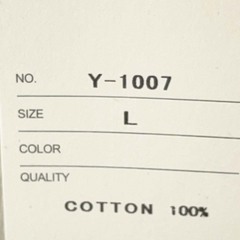 NO. Y-1007
SIZE L
COLOR
QUALITY
COTTON 100%